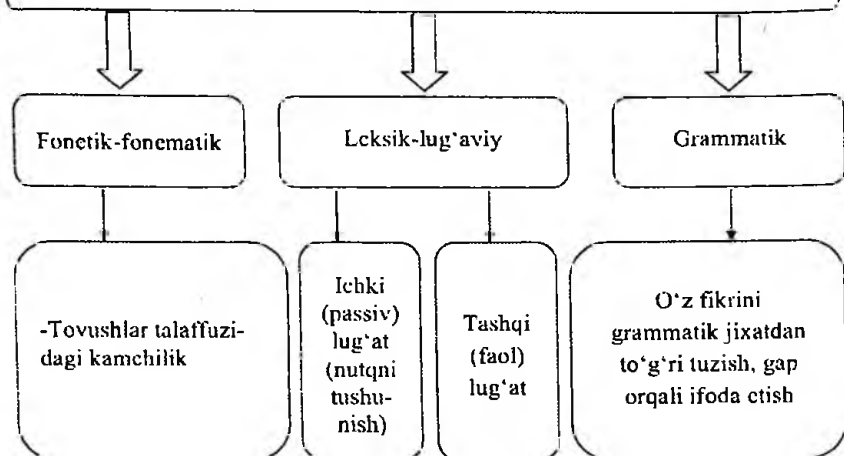 Fonetik-fonematik
Leksik-lug‘aviy
Grammatik
-Tovushlar talaffuzi-
dagi kamchilik
Ichki
(passiv)
lug‘at
(nutqni
tushu-
nish)
Tashqi
(faol)
lug‘at
O‘z fikrini
grammatik jixatdan
to‘g‘ri tuzish, gap
orqali ifoda etish